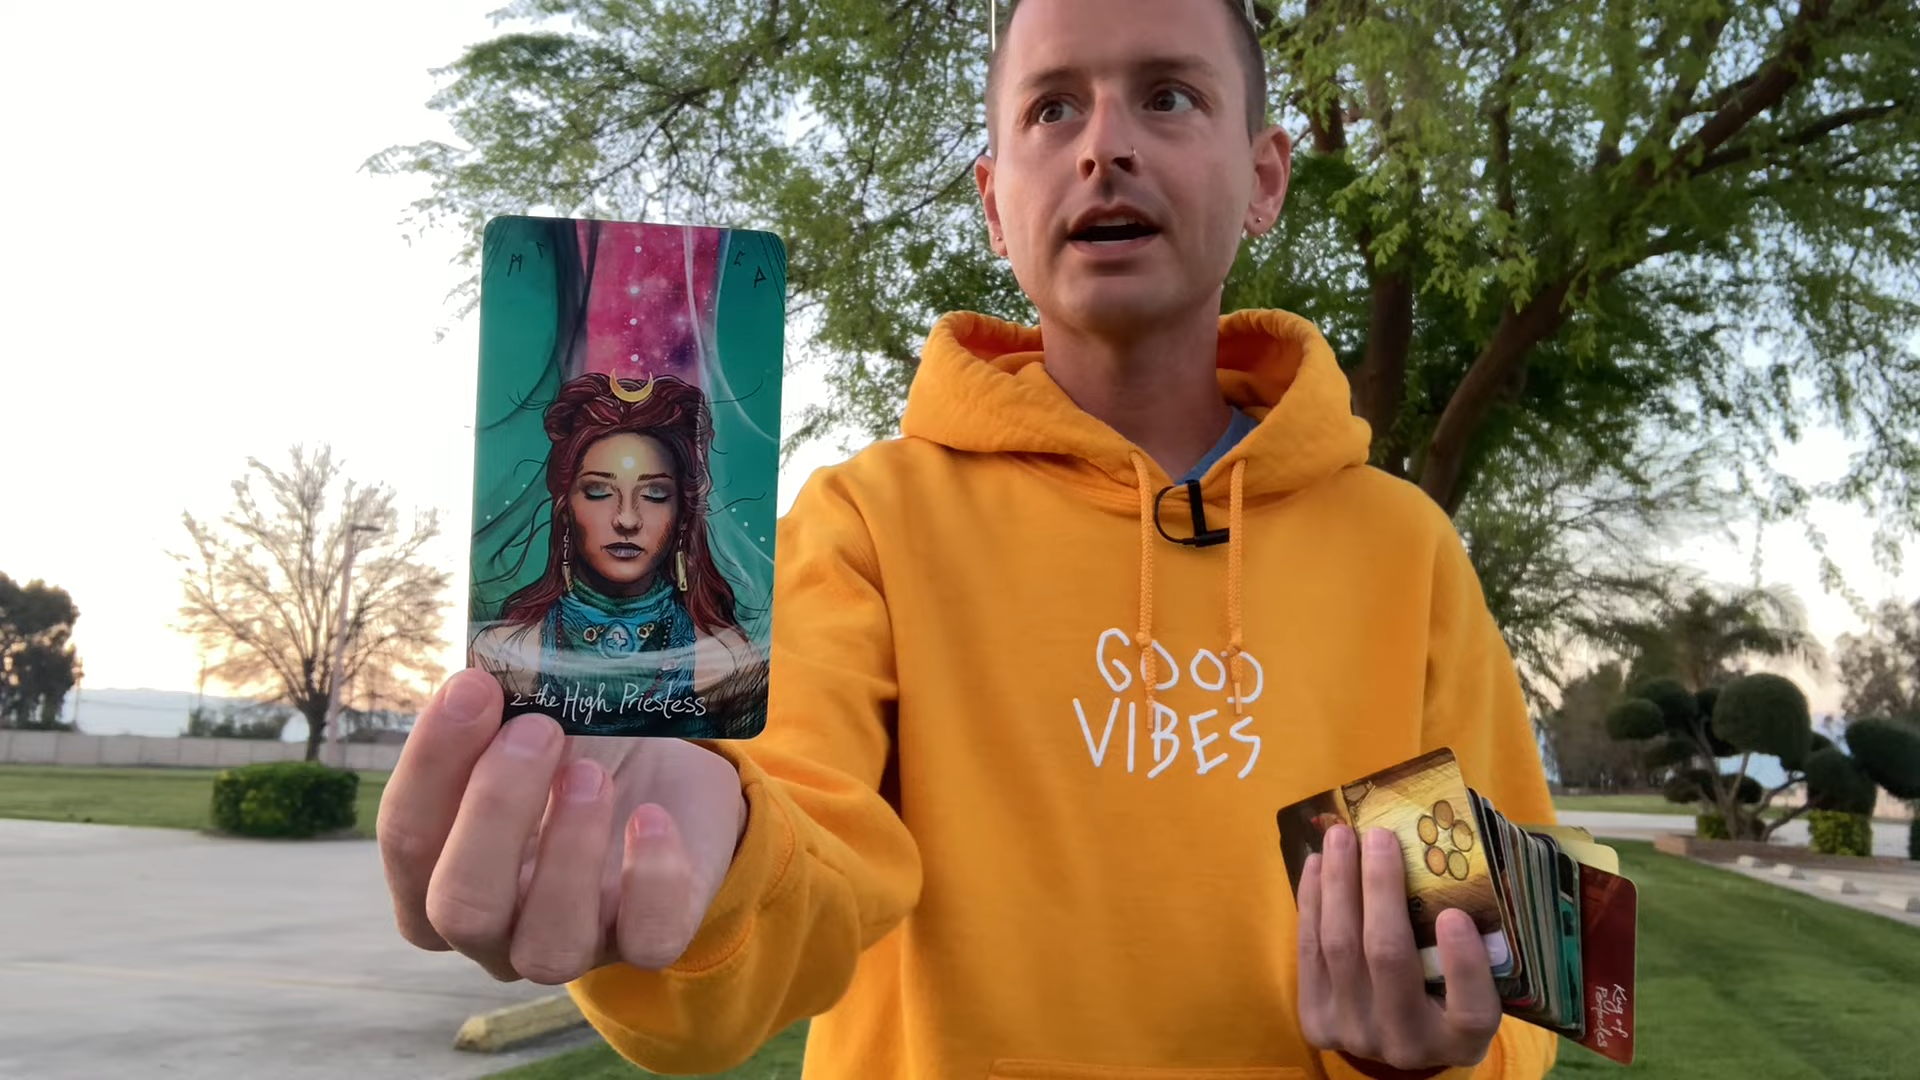 2. the High Priestess
GOOD
VIBES
King of
Pentacles